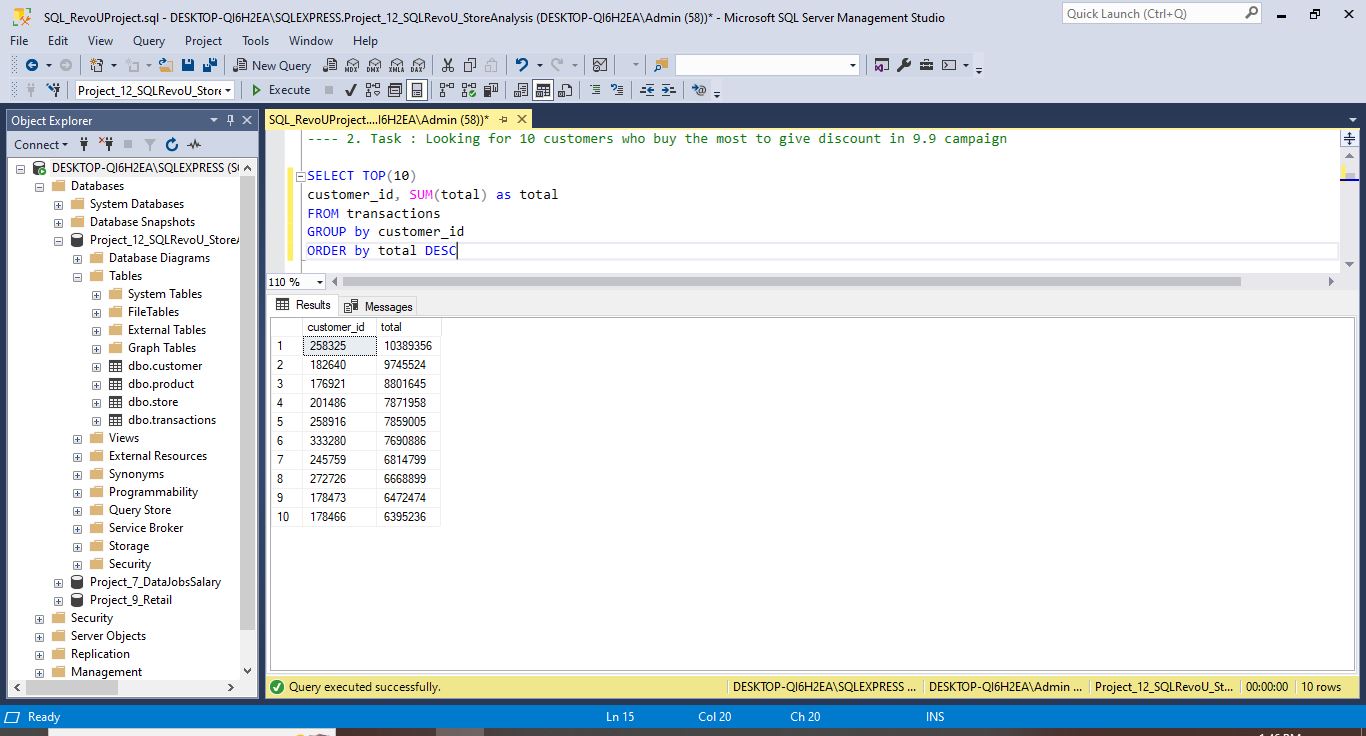 SQL_RevoUProject.sql - DESKTOP-QI6H2EA\SQLEXPRESS.Project_12_SQLRevoU_StoreAnalysis (DESKTOP-QI6H2EA\Admin (58))* - Microsoft SQL Server Management Studio
Quick Launch (Ctrl+Q)
File Edit View Query Project Tools Window Help
New Query MDX DMX XMLA DAX
Project_12_SQLRevoU_Store Execute
Object Explorer
Connect
DESKTOP-QI6H2EA\SQLEXPRESS (S
Databases
System Databases
Database Snapshots
Project_12_SQLRevoU_StoreA
Database Diagrams
Tables
System Tables
FileTables
External Tables
Graph Tables
dbo.customer
dbo.product
dbo.store
dbo.transactions
Views
External Resources
Synonyms
Programmability
Query Store
Service Broker
Storage
Security
Project_7_DataJobsSalary
Project_9_Retail
Security
Server Objects
Replication
Management
SQL_RevoUProject....I6H2EA\Admin (58))*
---- 2. Task : Looking for 10 customers who buy the most to give discount in 9.9 campaign
SELECT TOP(10)
customer_id, SUM(total) as total
FROM transactions
GROUP by customer_id
ORDER by total DESC
110 %
Results Messages
customer_id total
1 258325 10389356
2 182640 9745524
3 176921 8801645
4 201486 7871958
5 258916 7859005
6 333280 7690886
7 245759 6814799
8 272726 6668899
9 178473 6472474
10 178466 6395236
Query executed successfully. DESKTOP-QI6H2EA\SQLEXPRESS ... DESKTOP-QI6H2EA\Admin ... Project_12_SQLRevoU_St... 00:00:00 10 rows
Ready Ln 15 Col 20 Ch 20 INS